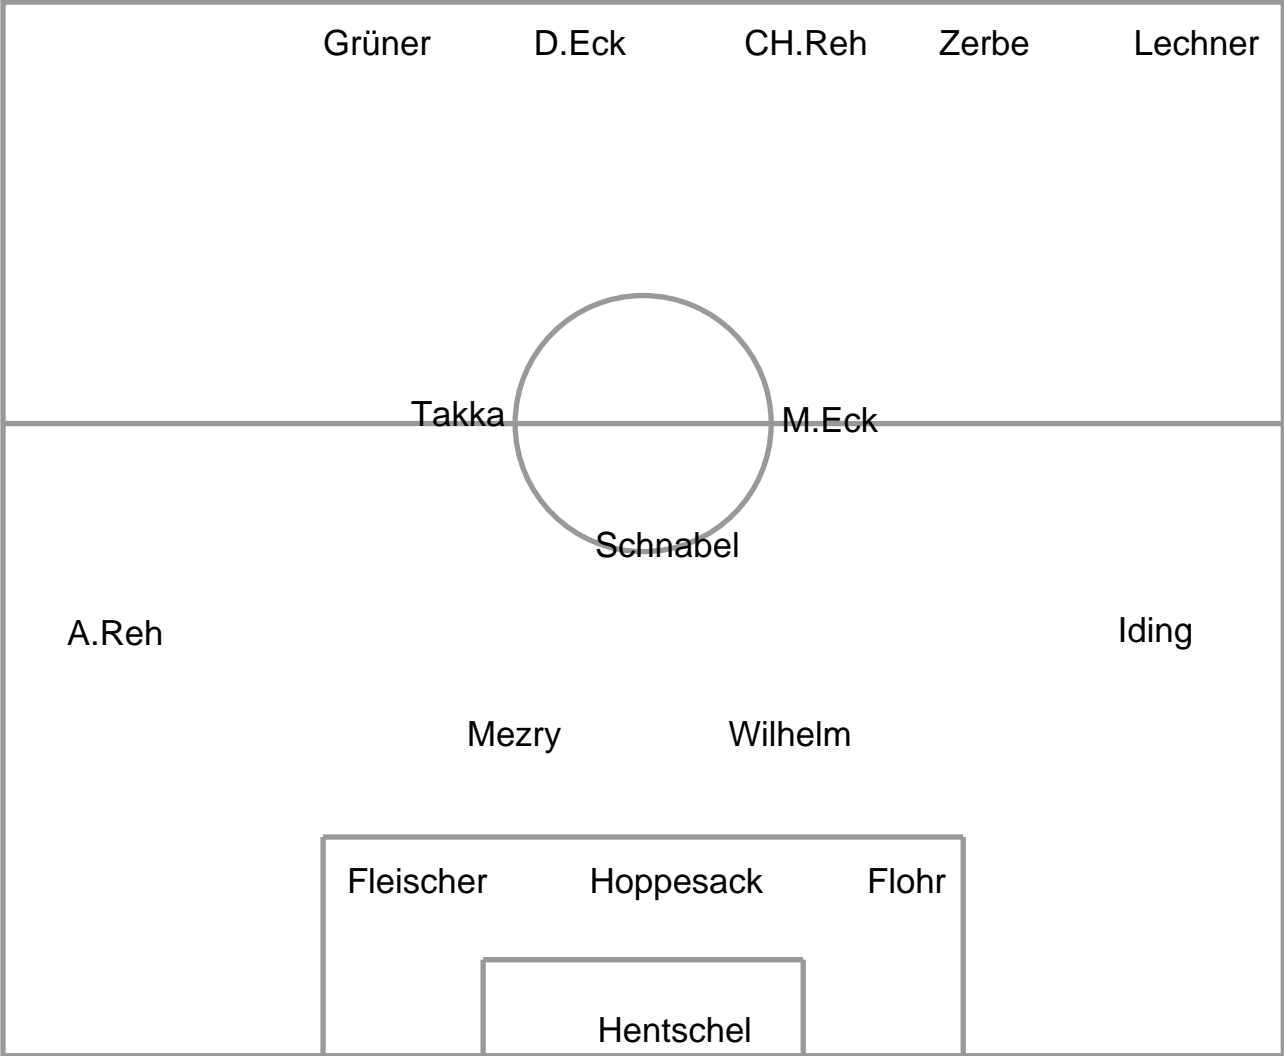 Grüner D.Eck CH.Reh Zerbe Lechner
Takka M.Eck
Schnabel
A.Reh Iding
Mezry Wilhelm
Fleischer Hoppesack Flohr
Hentschel